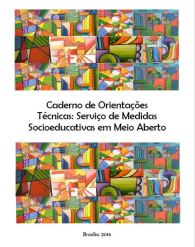 Caderno de Orientações
Técnicas: Serviço de Medidas
Socioeducativas em Meio Aberto
Brasília, 2016